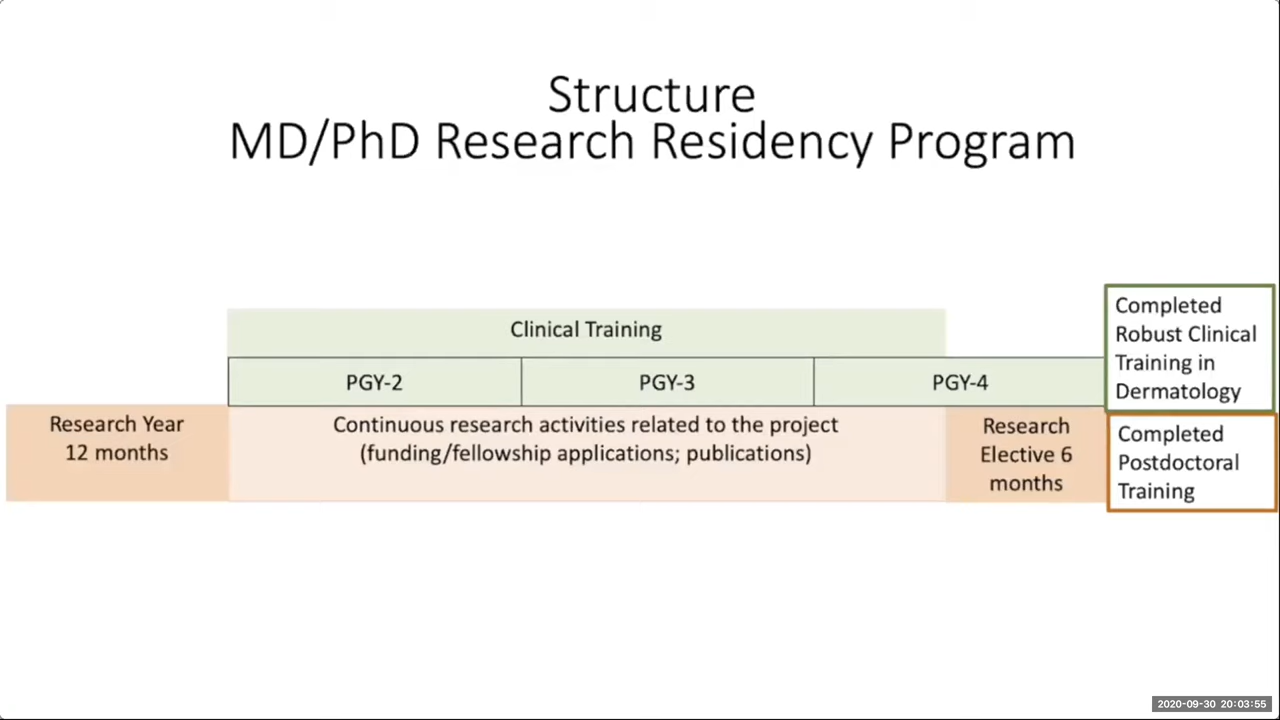 Structure
MD/PhD Research Residency Program
Clinical Training
PGY-2
PGY-3
PGY-4
Research Year
12 months
Continuous research activities related to the project
(funding/fellowship applications; publications)
Research
Elective 6
months
Completed
Robust Clinical
Training in
Dermatology
Completed
Postdoctoral
Training
2020-09-30 20:03:55